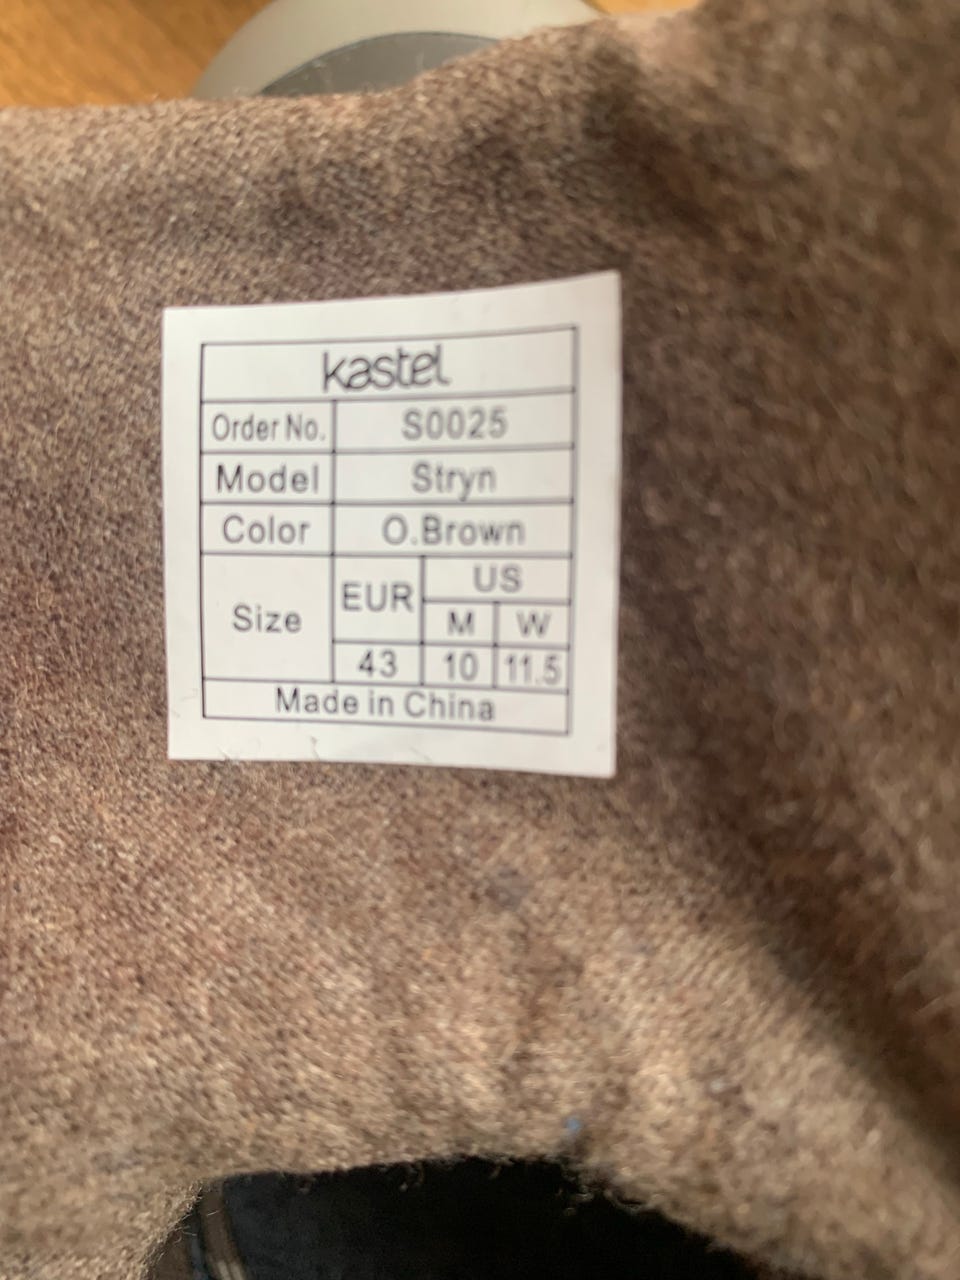 kastel
Order No. S0025
Model Stryn
Color O.Brown
Size EUR US
M W
43 10 11.5
Made in China